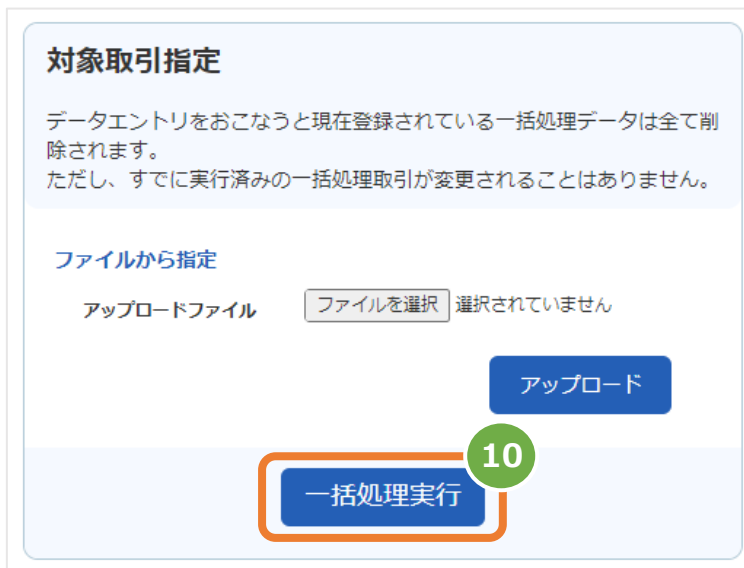 対象取引指定
データエントリをおこなうと現在登録されている一括処理データは全て削
除されます。
ただし、すでに実行済みの一括処理取引が変更されることはありません。
ファイルから指定
アップロードファイル ファイルを選択 選択されていません
アップロード
10
一括処理実行